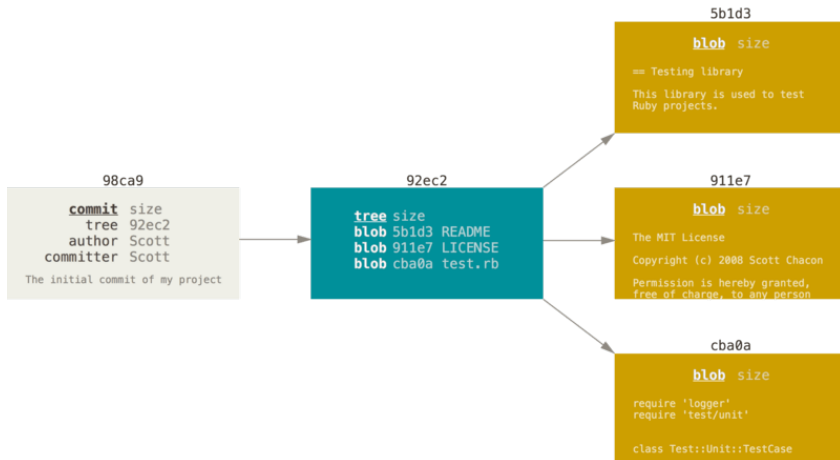 98ca9
commit size
tree 92ec2
author Scott
committer Scott
The initial commit of my project
92ec2
tree size
blob 5b1d3 README
blob 911e7 LICENSE
blob cba0a test.rb
5b1d3
blob size
== Testing library
This library is used to test
Ruby projects.
911e7
blob size
The MIT License
Copyright (c) 2008 Scott Chacon
Permission is hereby granted,
free of charge, to any person
cba0a
blob size
require 'logger'
require 'test/unit'
class Test::Unit::TestCase